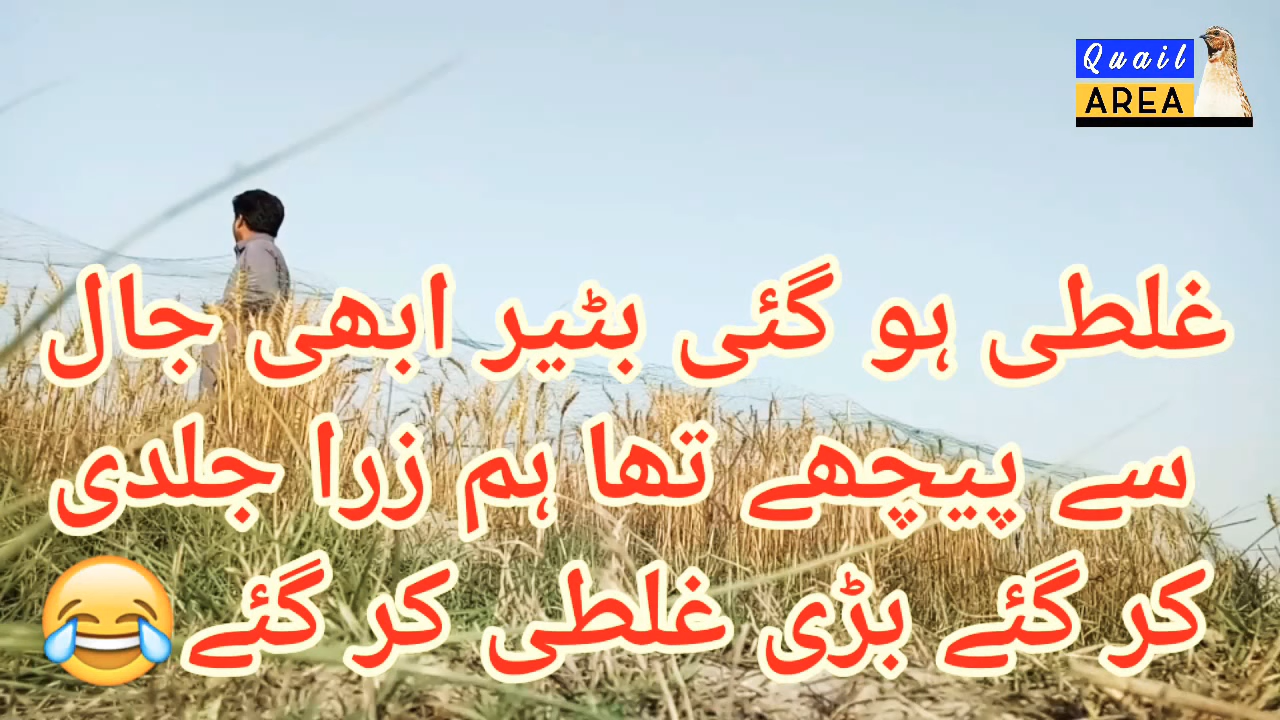 Quail
AREA
غلطی ہو گئی بٹیر ابھی جال
سے پیچھے تھا ہم زرا جلدی
کر گئے بڑی غلطی کر گئے😂